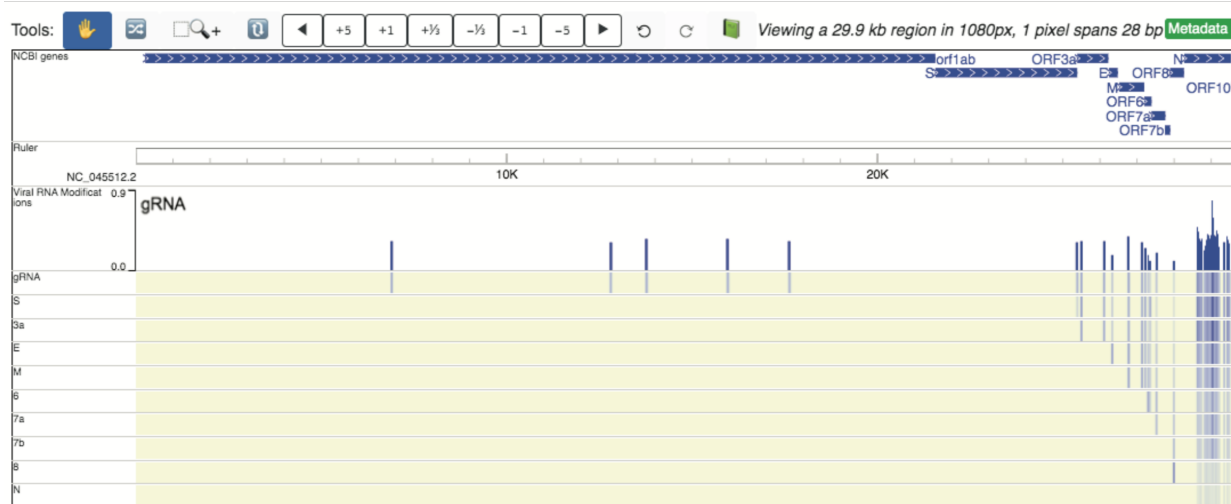 Tools: +5 +1 +⅓ -⅓ -1 -5 Viewing a 29.9 kb region in 1080px, 1 pixel spans 28 bp Metadata
NCBI genes
orf1ab ORF3a N
S E ORF8
M ORF10
ORF6
ORF7a
ORF7b
Ruler
NC_045512.2 10K 20K
Viral RNA Modificat
ions
0.9
gRNA
0.0
gRNA
S
3a
E
M
6
7a
7b
8
N